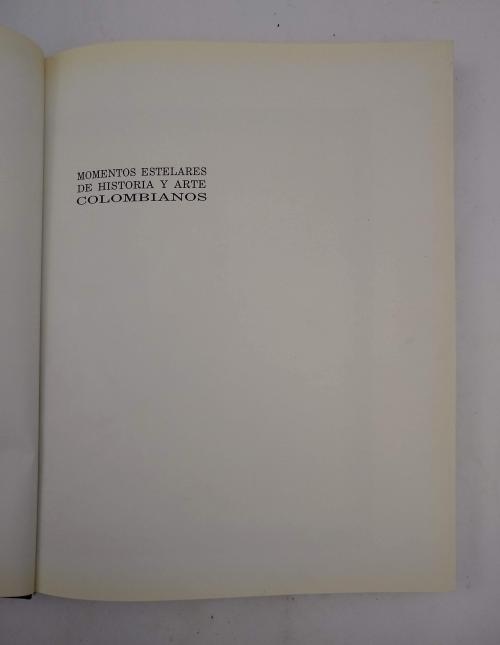 MOMENTOS ESTELARES
DE HISTORIA Y ARTE
COLOMBIANOS